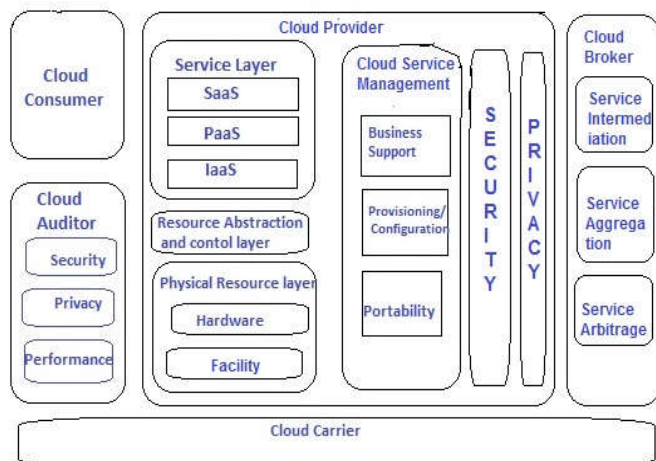 Cloud
Consumer
Cloud
Auditor
Security
Privacy
Performance
Cloud Provider
Service Layer
SaaS
PaaS
IaaS
Resource Abstraction
and contol layer
Physical Resource layer
Hardware
Facility
Cloud Service
Management
Business
Support
Provisioning/
Configuration
Portability
SECURITY
PRIVACY
Cloud
Broker
Service
Intermed
iation
Service
Aggrega
tion
Service
Arbitrage
Cloud Carrier